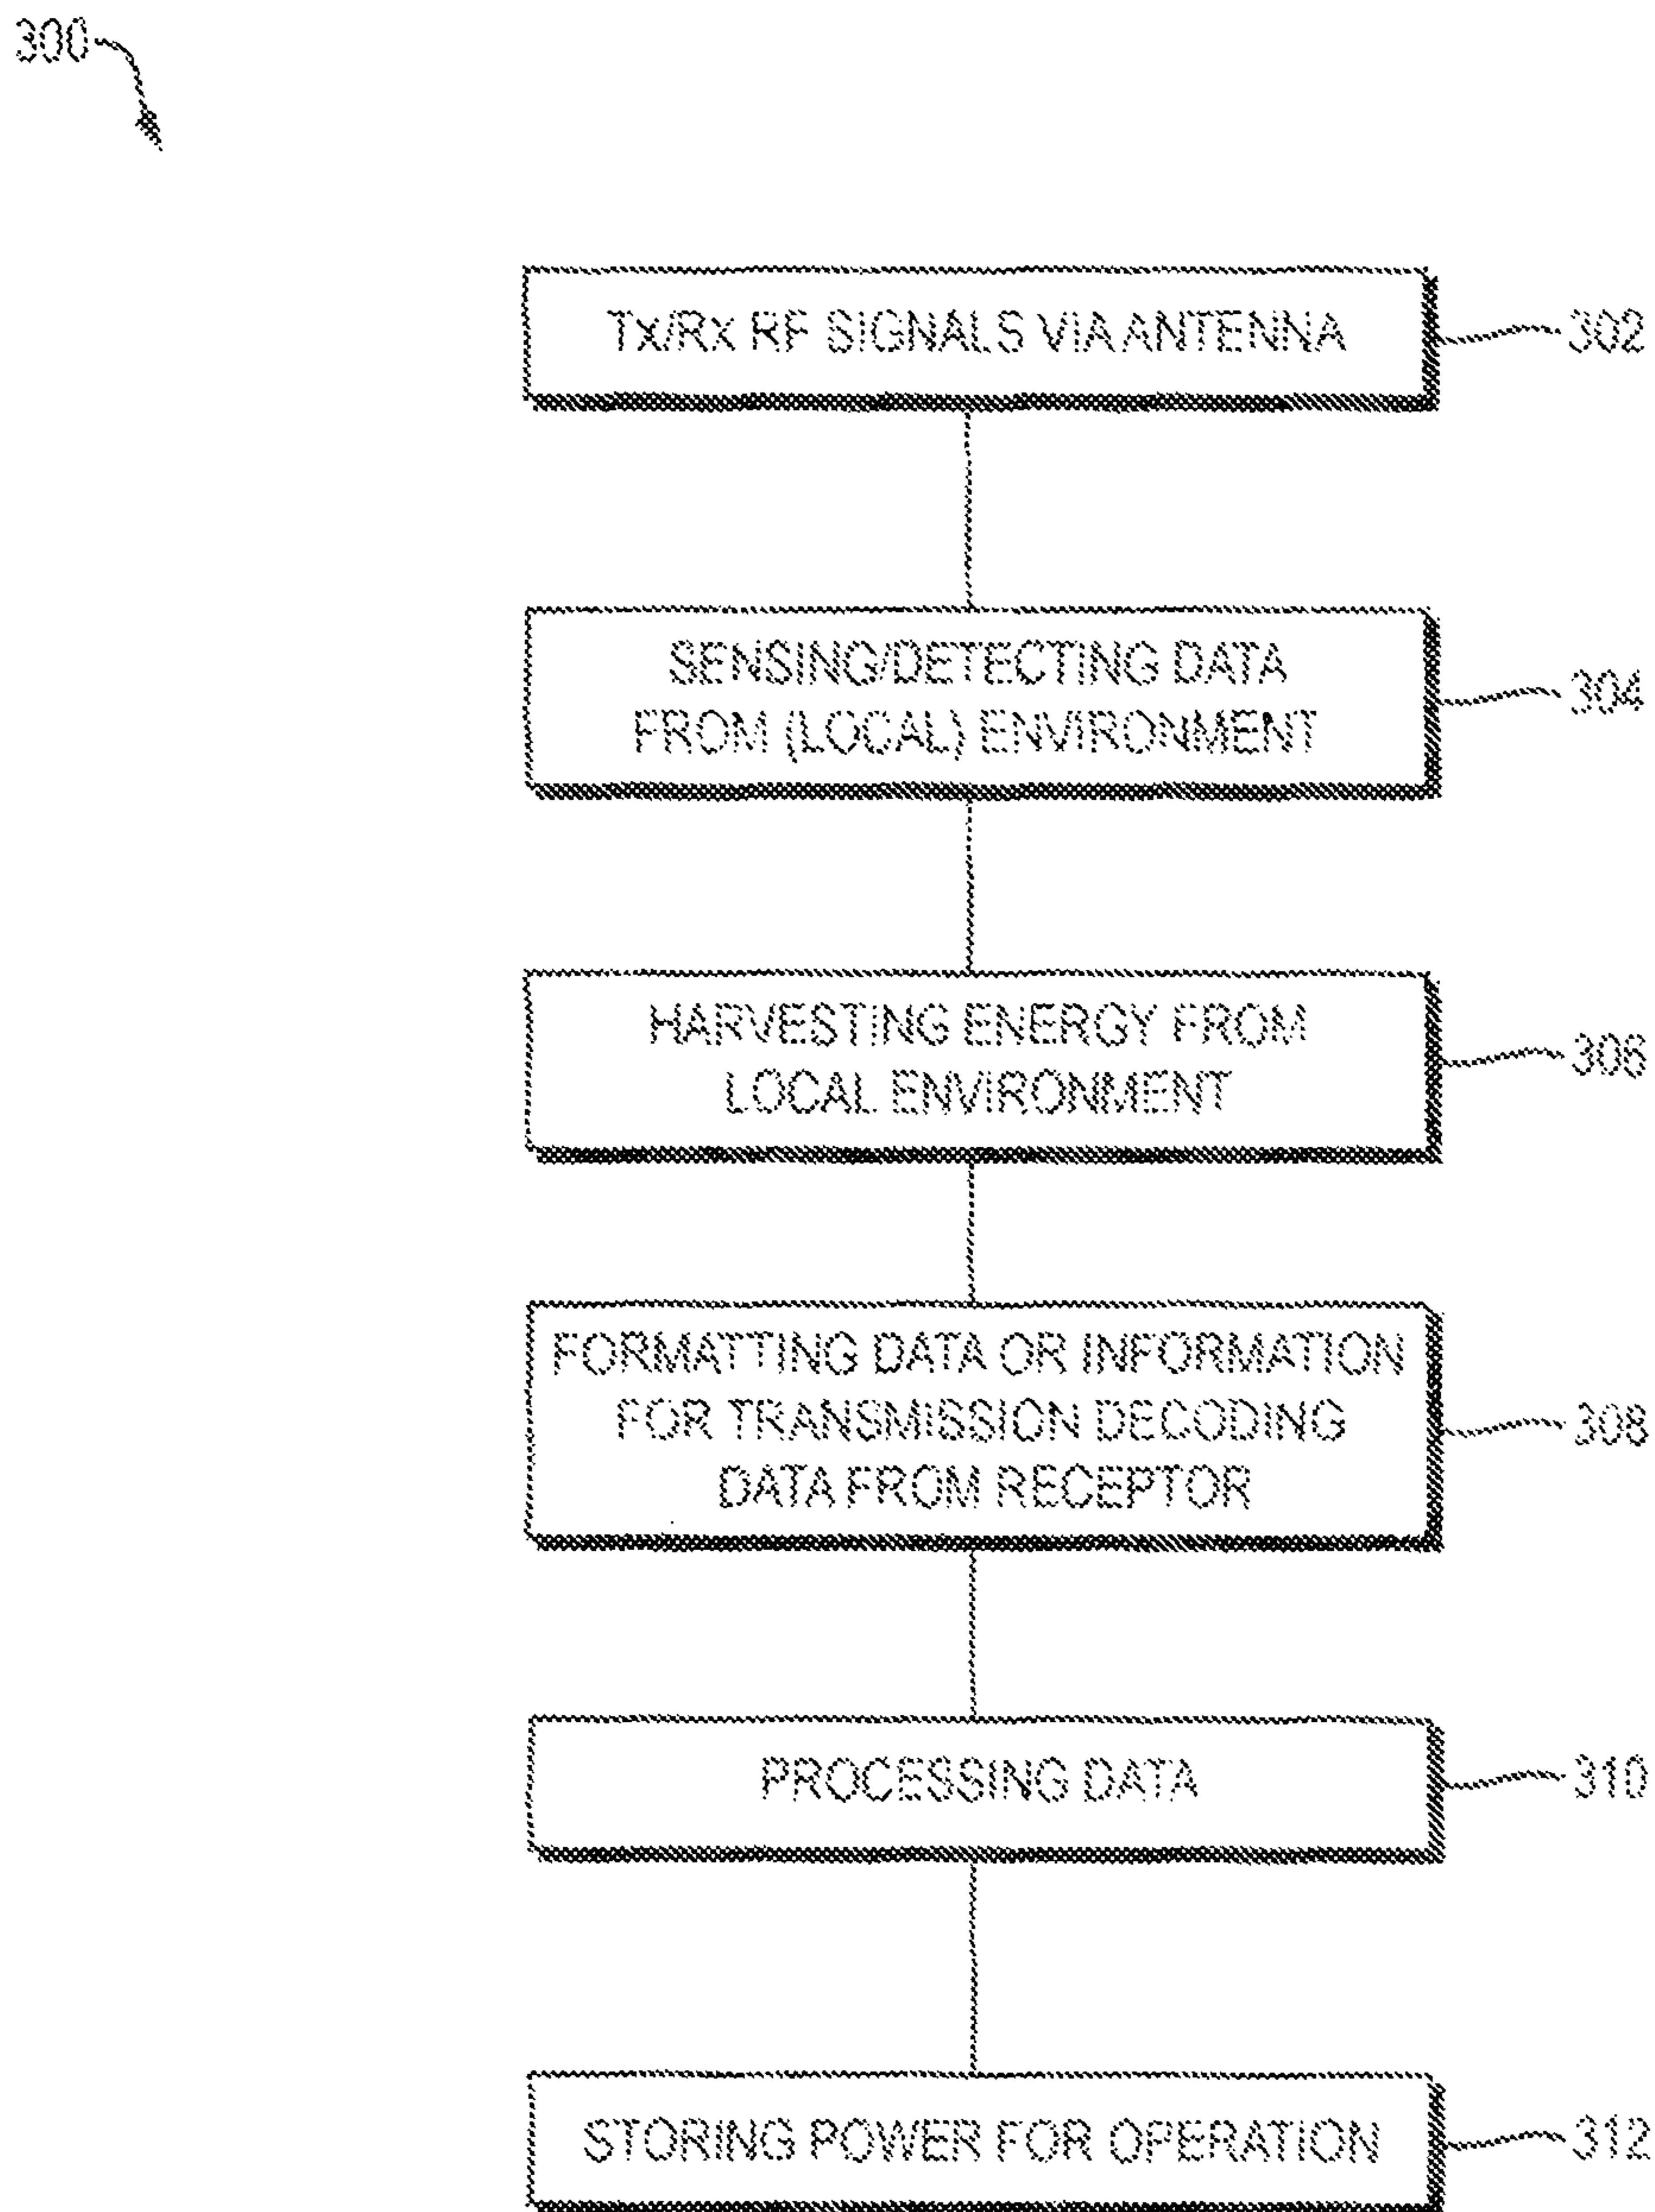 300
TX/RX RF SIGNALS VIA ANTENNA
302
SENSING/DETECTING DATA
FROM (LOCAL) ENVIRONMENT
304
HARVESTING ENERGY FROM
LOCAL ENVIRONMENT
306
FORMATTING DATA OR INFORMATION
FOR TRANSMISSION DECODING
DATA FROM RECEPTOR
308
PROCESSING DATA
310
STORING POWER FOR OPERATION
312